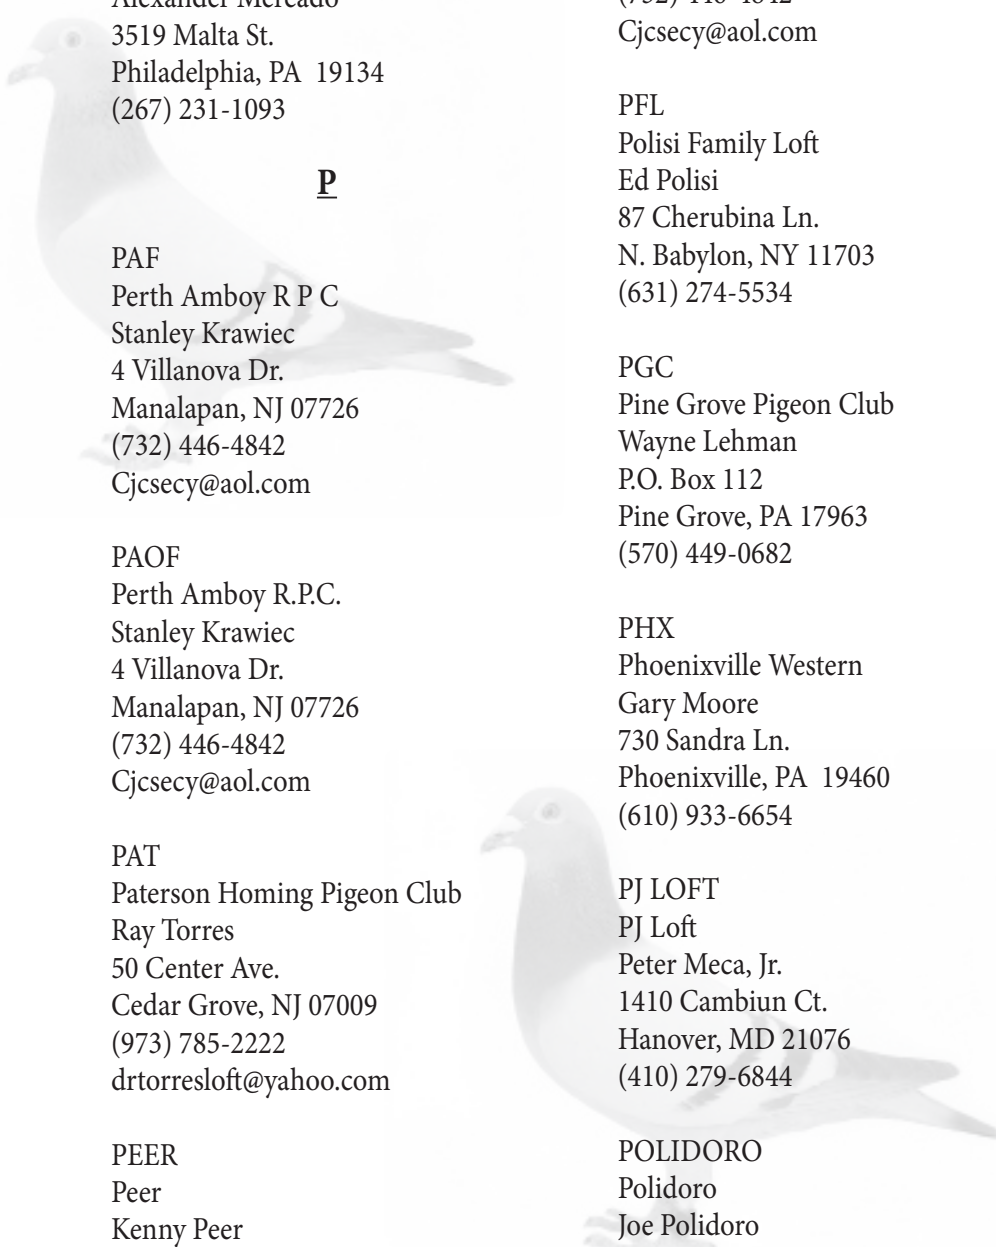 Alexander Mercado
3519 Malta St.
Philadelphia, PA  19134
(267) 231-1093
P
PAF
Perth Amboy R P C
Stanley Krawiec
4 Villanova Dr.
Manalapan, NJ 07726
(732) 446-4842
Cjcsecy@aol.com
PAOF
Perth Amboy R.P.C.
Stanley Krawiec
4 Villanova Dr.
Manalapan, NJ 07726
(732) 446-4842
Cjcsecy@aol.com
PAT
Paterson Homing Pigeon Club
Ray Torres
50 Center Ave.
Cedar Grove, NJ 07009
(973) 785-2222
drtorresloft@yahoo.com
PEER
Peer
Kenny Peer
(732) 446-4842
Cjcsecy@aol.com
PFL
Polisi Family Loft
Ed Polisi
87 Cherubina Ln.
N. Babylon, NY 11703
(631) 274-5534
PGC
Pine Grove Pigeon Club
Wayne Lehman
P.O. Box 112
Pine Grove, PA 17963
(570) 449-0682
PHX
Phoenixville Western
Gary Moore
730 Sandra Ln.
Phoenixville, PA  19460
(610) 933-6654
PJ LOFT
PJ Loft
Peter Meca, Jr.
1410 Cambiun Ct.
Hanover, MD 21076
(410) 279-6844
POLIDORO
Polidoro
Joe Polidoro